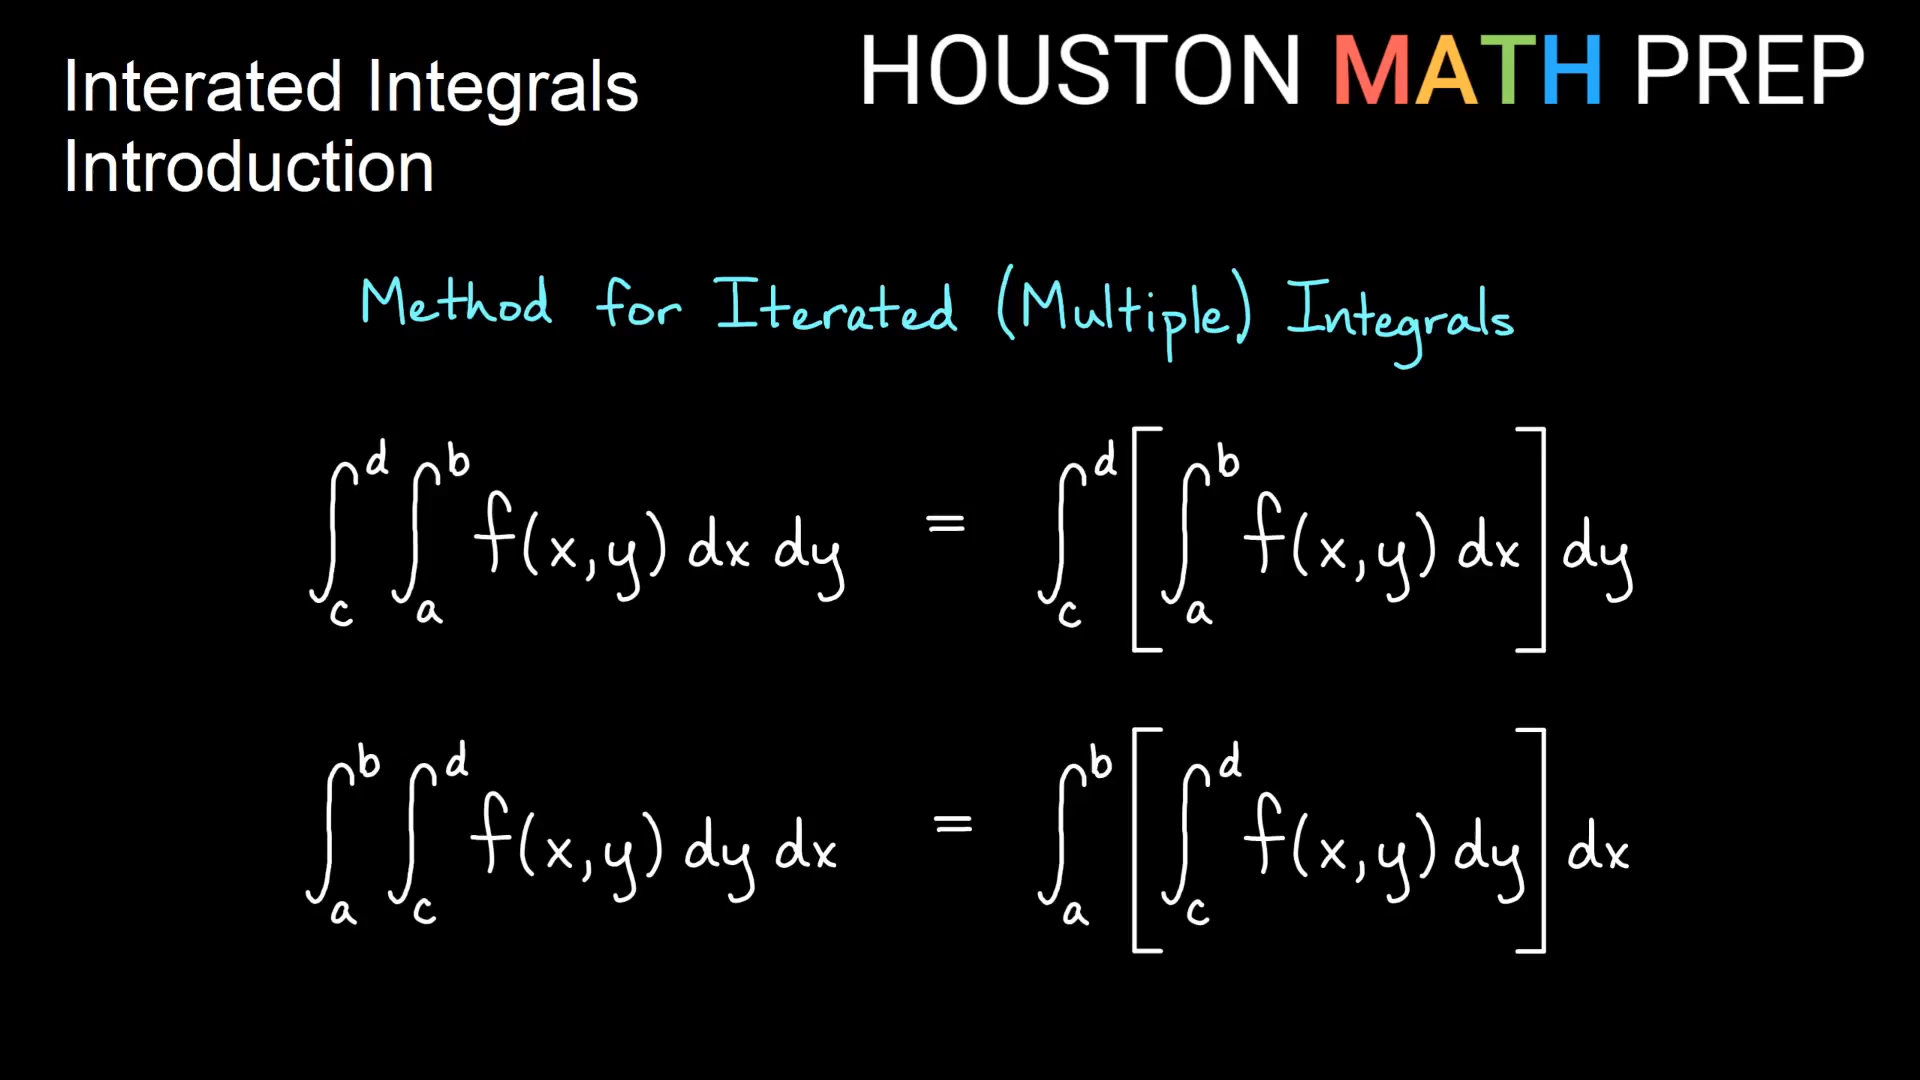 Interated Integrals
Introduction
HOUSTON MATH PREP
Method for Iterated (Multiple) Integrals
∫_c^d ∫_a^b f(x,y) dx dy = ∫_c^d [ ∫_a^b f(x,y) dx ] dy
∫_a^b ∫_c^d f(x,y) dy dx = ∫_a^b [ ∫_c^d f(x,y) dy ] dx